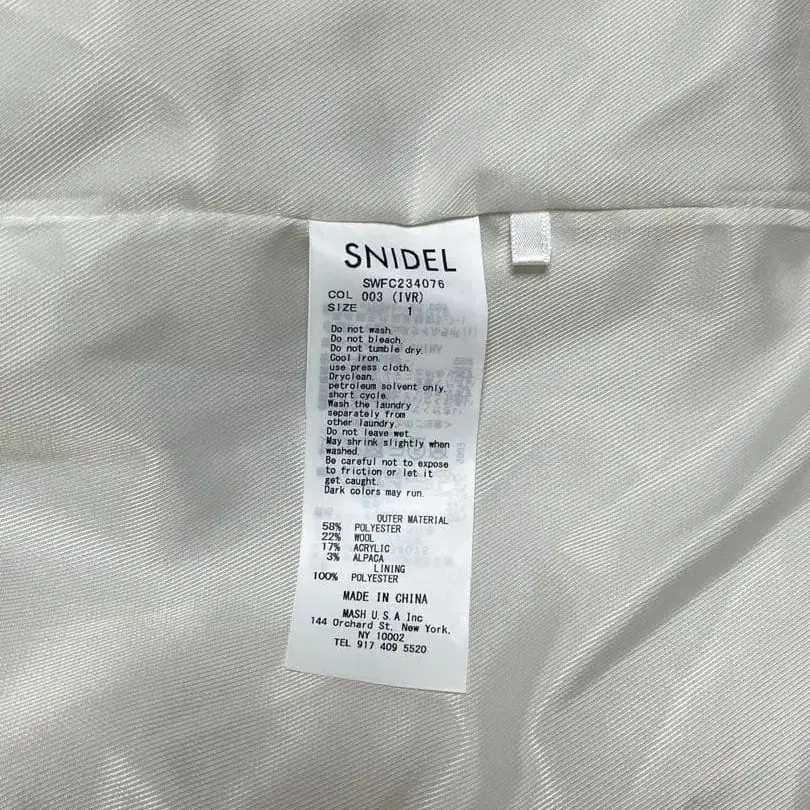 SNIDEL
SWFC234076
COL 003 (IVR)
SIZE 1
Do not wash.
Do not bleach.
Do not tumble dry.
Cool iron.
use press cloth.
Dryclean.
petroleum solvent only.
short cycle.
Wash the laundry
separately from
other laundry.
Do not leave wet.
May shrink slightly when
washed.
Be careful not to expose
to friction or let it
get caught.
Dark colors may run.
OUTER MATERIAL
58% POLYESTER
22% WOOL
17% ACRYLIC
3% ALPACA
LINING
100% POLYESTER
MADE IN CHINA
MASH U.S.A Inc
144 Orchard St. New York.
NY 10002
TEL 917 409 5520